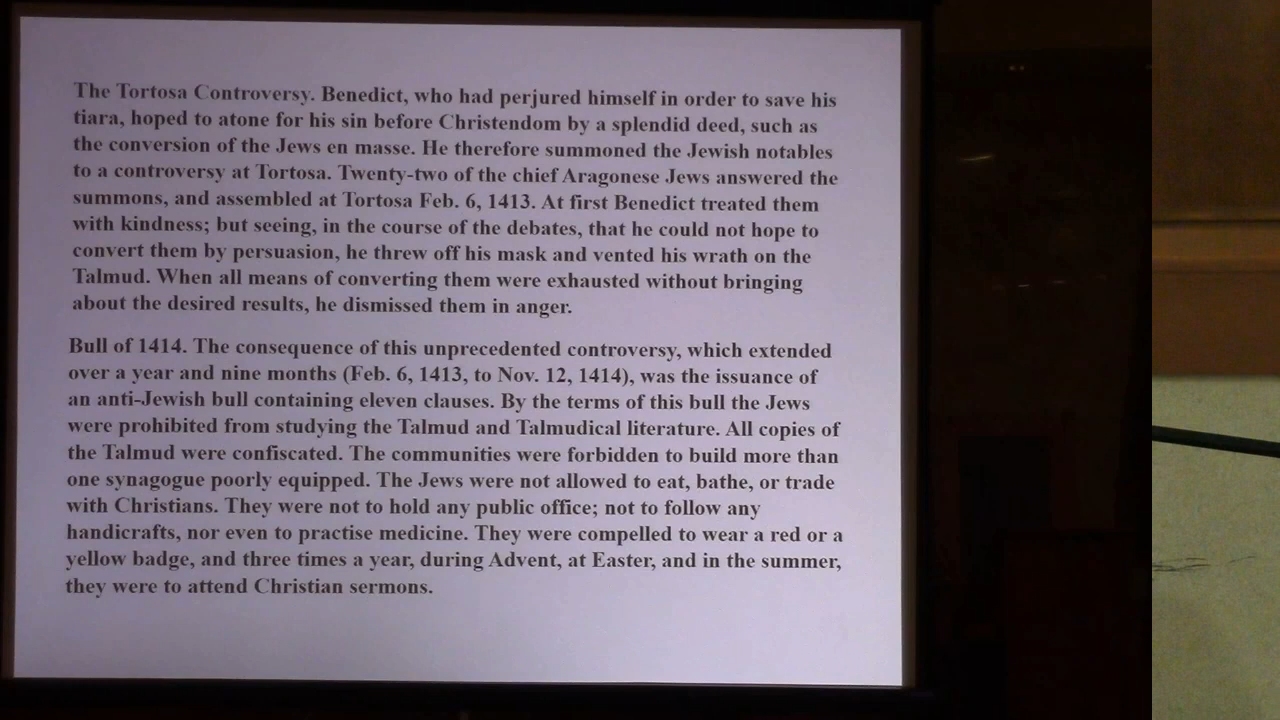 The Tortosa Controversy. Benedict, who had perjured himself in order to save his
tiara, hoped to atone for his sin before Christendom by a splendid deed, such as
the conversion of the Jews en masse. He therefore summoned the Jewish notables
to a controversy at Tortosa. Twenty-two of the chief Aragonese Jews answered the
summons, and assembled at Tortosa Feb. 6, 1413. At first Benedict treated them
with kindness; but seeing, in the course of the debates, that he could not hope to
convert them by persuasion, he threw off his mask and vented his wrath on the
Talmud. When all means of converting them were exhausted without bringing
about the desired results, he dismissed them in anger.
Bull of 1414. The consequence of this unprecedented controversy, which extended
over a year and nine months (Feb. 6, 1413, to Nov. 12, 1414), was the issuance of
an anti-Jewish bull containing eleven clauses. By the terms of this bull the Jews
were prohibited from studying the Talmud and Talmudical literature. All copies of
the Talmud were confiscated. The communities were forbidden to build more than
one synagogue poorly equipped. The Jews were not allowed to eat, bathe, or trade
with Christians. They were not to hold any public office; not to follow any
handicrafts, nor even to practise medicine. They were compelled to wear a red or a
yellow badge, and three times a year, during Advent, at Easter, and in the summer,
they were to attend Christian sermons.